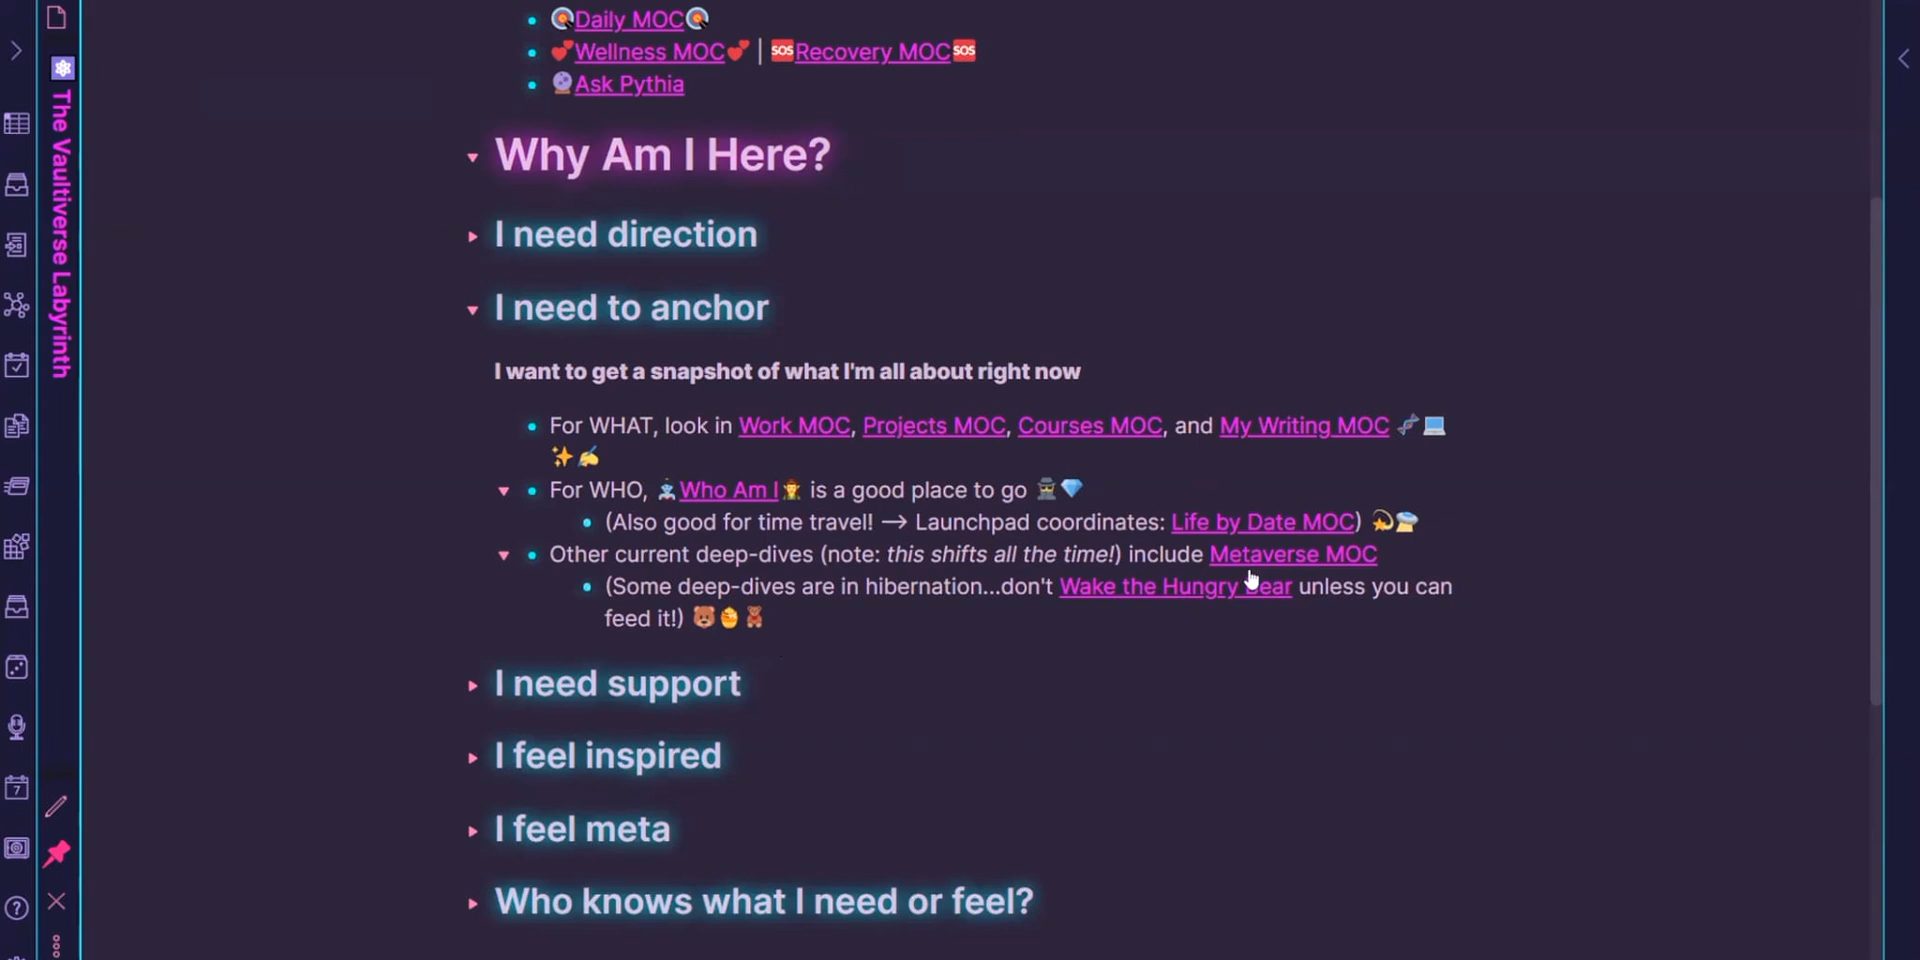 The Vaultiverse Labyrinth
🎯Daily MOC🎯
💕Wellness MOC💕 | 🆘Recovery MOC🆘
🔮Ask Pythia
Why Am I Here?
I need direction
I need to anchor
I want to get a snapshot of what I'm all about right now
For WHAT, look in Work MOC, Projects MOC, Courses MOC, and My Writing MOC 🧬💻
✨✍️
For WHO, Who Am I is a good place to go 💎
(Also good for time travel! → Launchpad coordinates: Life by Date MOC) 💫
Other current deep-dives (note: this shifts all the time!) include Metaverse MOC
(Some deep-dives are in hibernation...don't Wake the Hungry Bear unless you can
feed it!) 🐻🍯🧸
I need support
I feel inspired
I feel meta
Who knows what I need or feel?
7